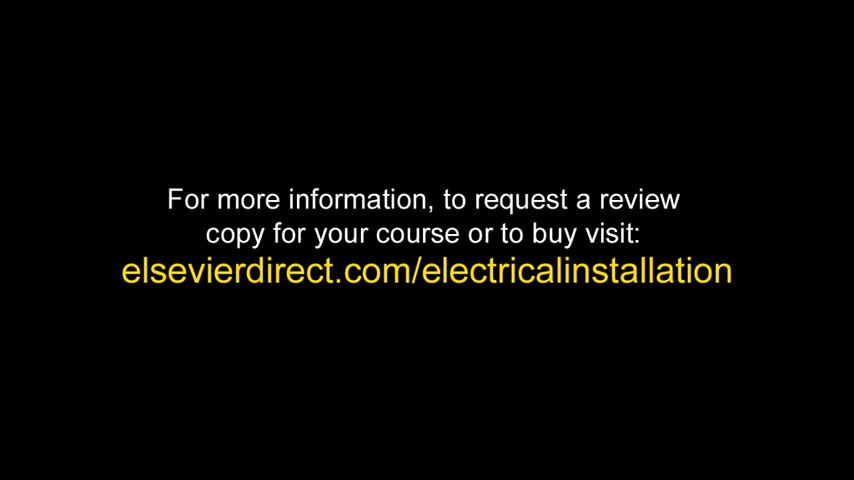 For more information, to request a review
copy for your course or to buy visit:
elsevierdirect.com/electricalinstallation